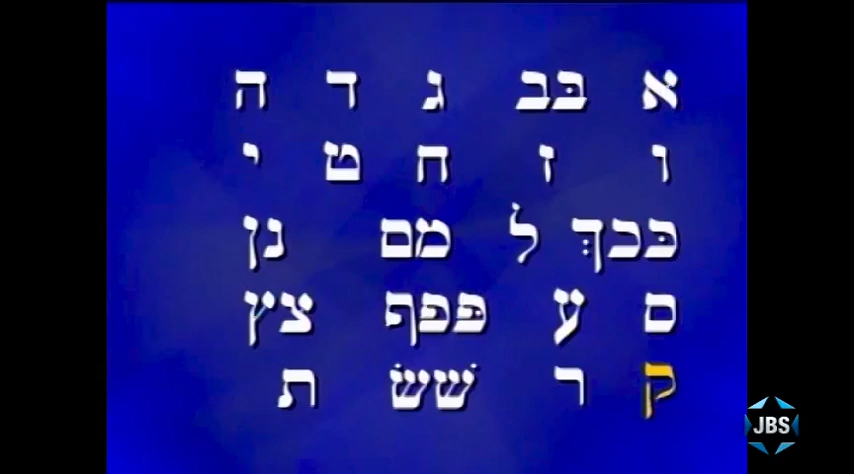 א בּב ג ד ה
ו ז ח ט י
כּכךְ ל מם נן
ס ע פּפף צץ
ק ר שׁשׂ ת
JBS